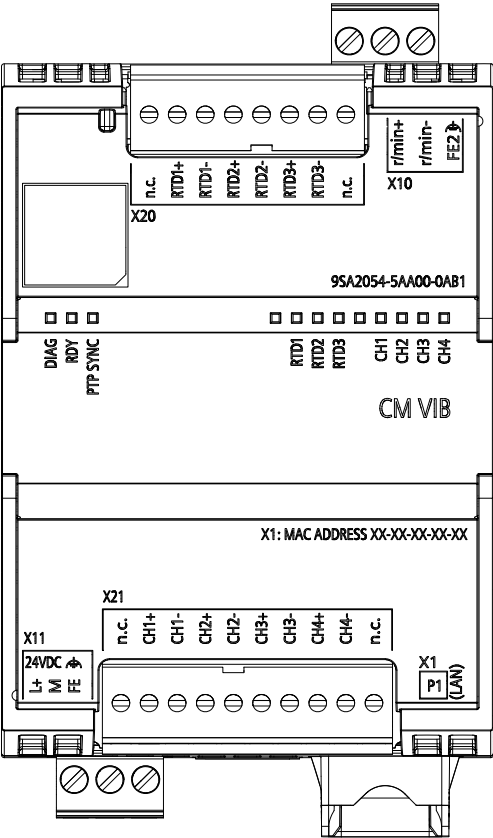 r/min+
r/min-
FE2
X10
n.c.
RTD1+
RTD1-
RTD2+
RTD2-
RTD3+
RTD3-
n.c.
X20
9SA2054-5AA00-0AB1
DIAG
RDY
PTP SYNC
RTD1
RTD2
RTD3
CH1
CH2
CH3
CH4
CM VIB
X1: MAC ADDRESS XX-XX-XX-XX-XX
X21
n.c.
CH1+
CH1-
CH2+
CH2-
CH3+
CH3-
CH4+
CH4-
n.c.
X11
24VDC
L+
M
FE
X1
P1
(LAN)